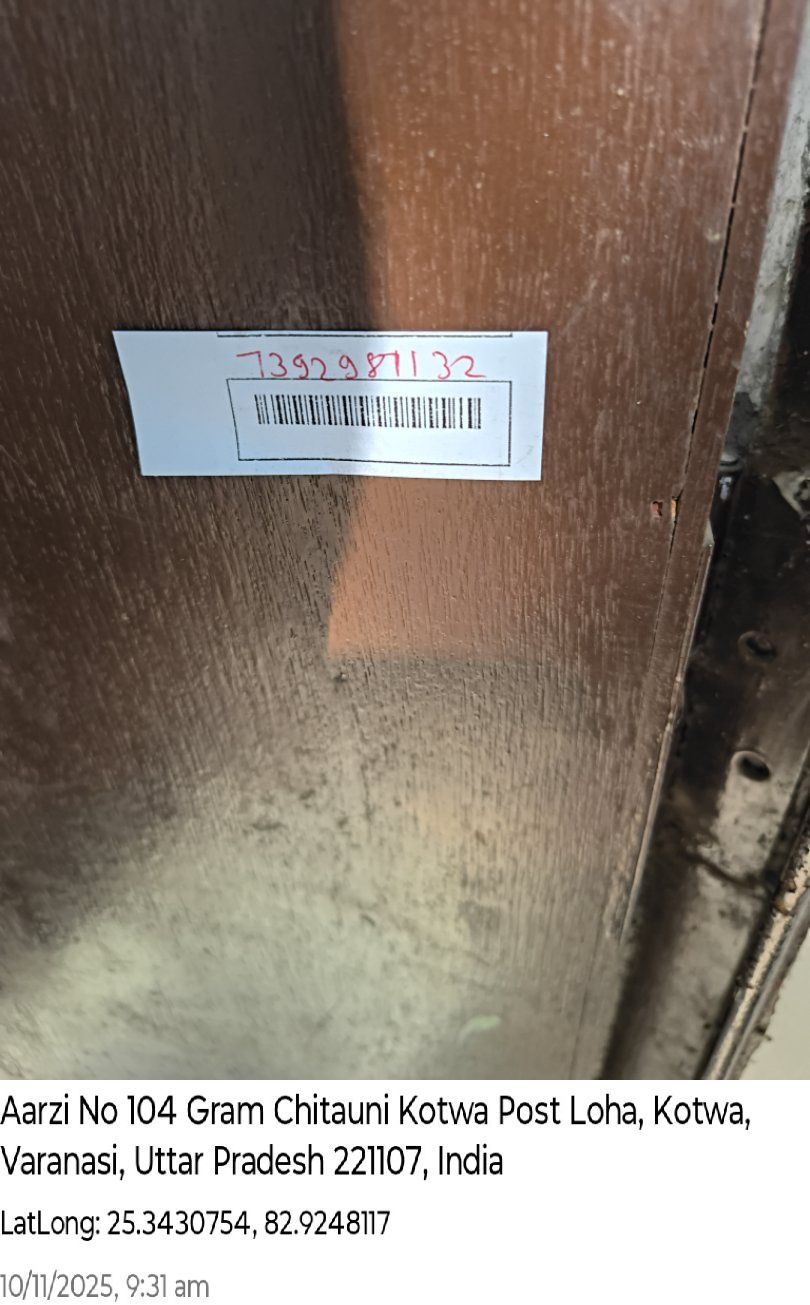 7392981132
Aarzi No 104 Gram Chitauni Kotwa Post Loha, Kotwa,
Varanasi, Uttar Pradesh 221107, India
LatLong: 25.3430754, 82.9248117
10/11/2025, 9:31 am